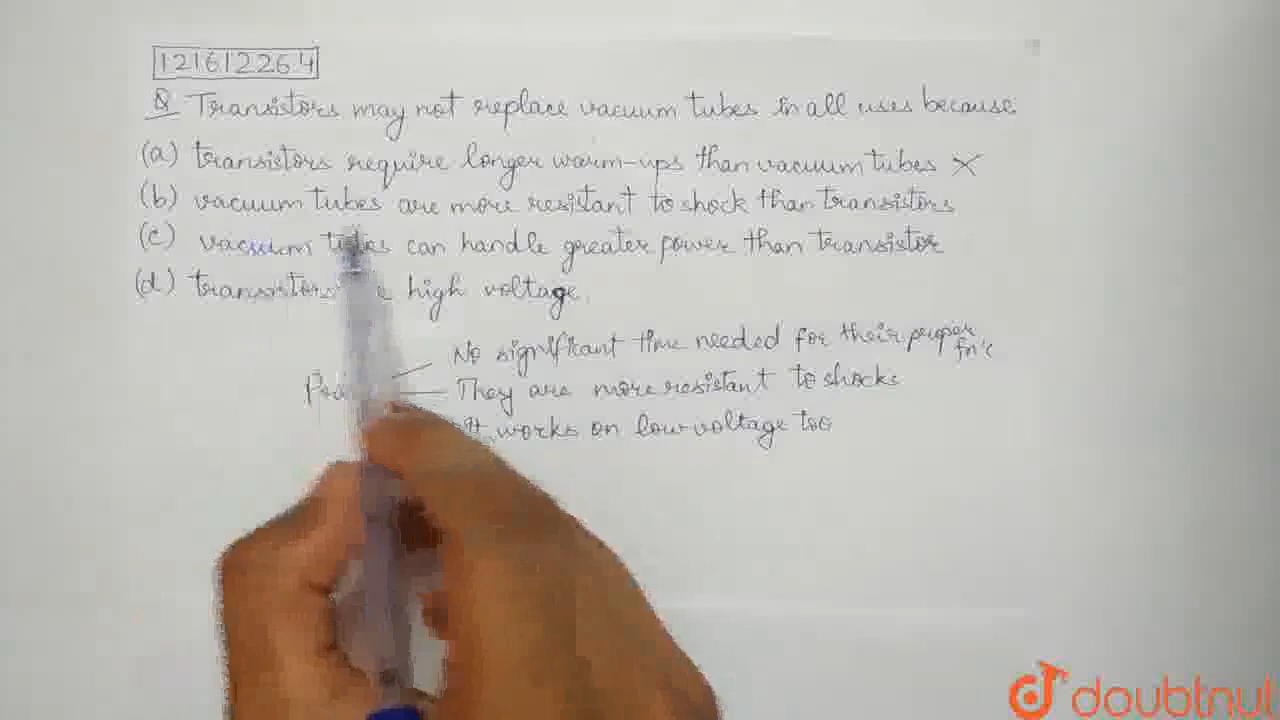 121612264
Q Transistors may not replace vacuum tubes in all uses because
(a) transistors require longer warm-ups than vacuum tubes ×
(b) vacuum tubes are more resistant to shock than transistors
(c) vacuum tubes can handle greater power than transistor
(d) transistors high voltage.
No significant time needed for their proper fn's
They are more resistant to shocks
It works on low voltage too
doubtnut